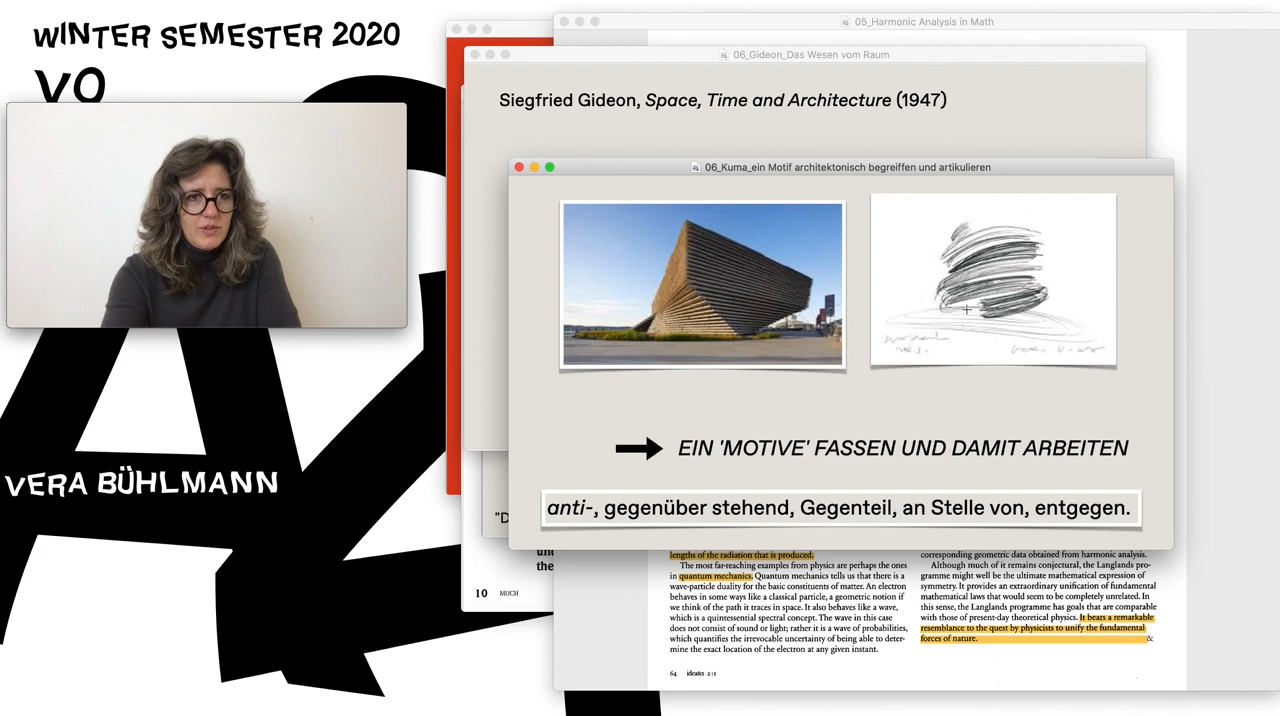 WINTER SEMESTER 2020
VO
VERA BÜHLMANN
05_Harmonic Analysis in Math
06_Gideon_Das Wesen vom Raum
Siegfried Gideon, Space, Time and Architecture (1947)
06_Kuma_ein Motif architektonisch begreiffen und artikulieren
EIN 'MOTIVE' FASSEN UND DAMIT ARBEITEN
anti-, gegenüber stehend, Gegenteil, an Stelle von, entgegen.
"D
und
the
10 MUCH
lengths of the radiation that is produced.
The most far-reaching examples from physics are perhaps the ones
in quantum mechanics. Quantum mechanics tells us that there is a
wave-particle duality for the basic constituents of matter. An electron
behaves in some ways like a classical particle, a geometric notion if
we think of the path it traces in space. It also behaves like a wave,
which is a quintessential spectral concept. The wave in this case
does not consist of sound or light; rather it is a wave of probabilities,
which quantifies the irrevocable uncertainty of being able to deter-
mine the exact location of the electron at any given instant.
64 ideas 2:1
corresponding geometric data obtained from harmonic analysis.
Although much of it remains conjectural, the Langlands pro-
gramme might well be the ultimate mathematical expression of
symmetry. It provides an extraordinary unification of fundamental
mathematical laws that would seem to be completely unrelated. In
this sense, the Langlands programme has goals that are comparable
with those of present-day theoretical physics. It bears a remarkable
resemblance to the quest by physicists to unify the fundamental
forces of nature. &